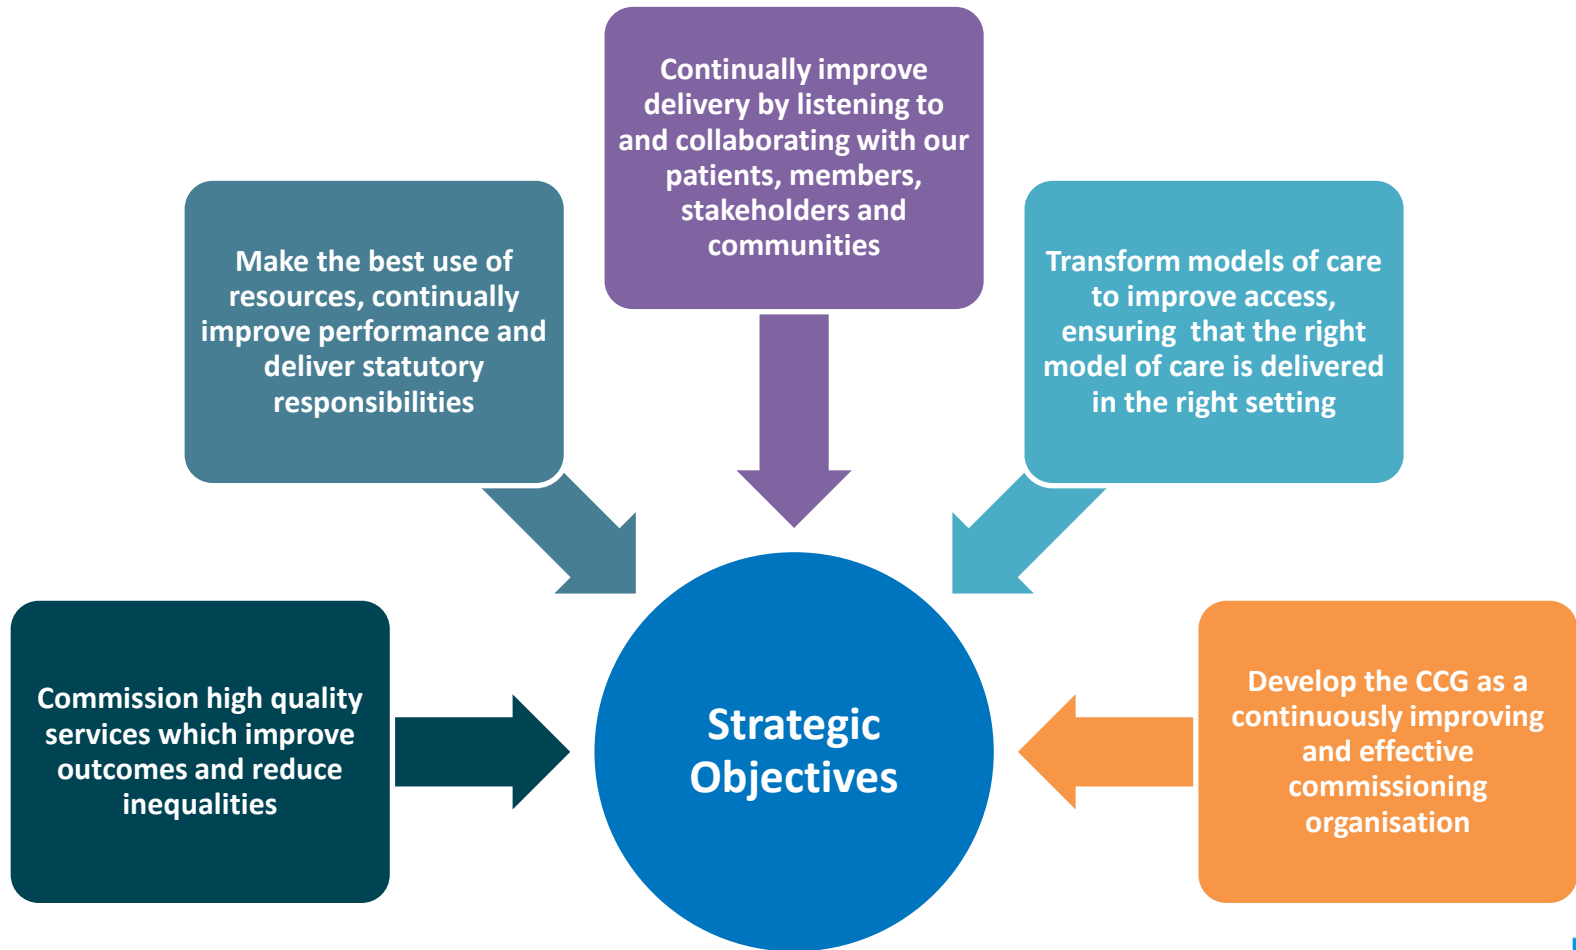 Continually improve
delivery by listening to
and collaborating with our
patients, members,
stakeholders and
communities
Make the best use of
resources, continually
improve performance and
deliver statutory
responsibilities
Transform models of care
to improve access,
ensuring  that the right
model of care is delivered
in the right setting
Commission high quality
services which improve
outcomes and reduce
inequalities
Strategic
Objectives
Develop the CCG as a
continuously improving
and effective
commissioning
organisation